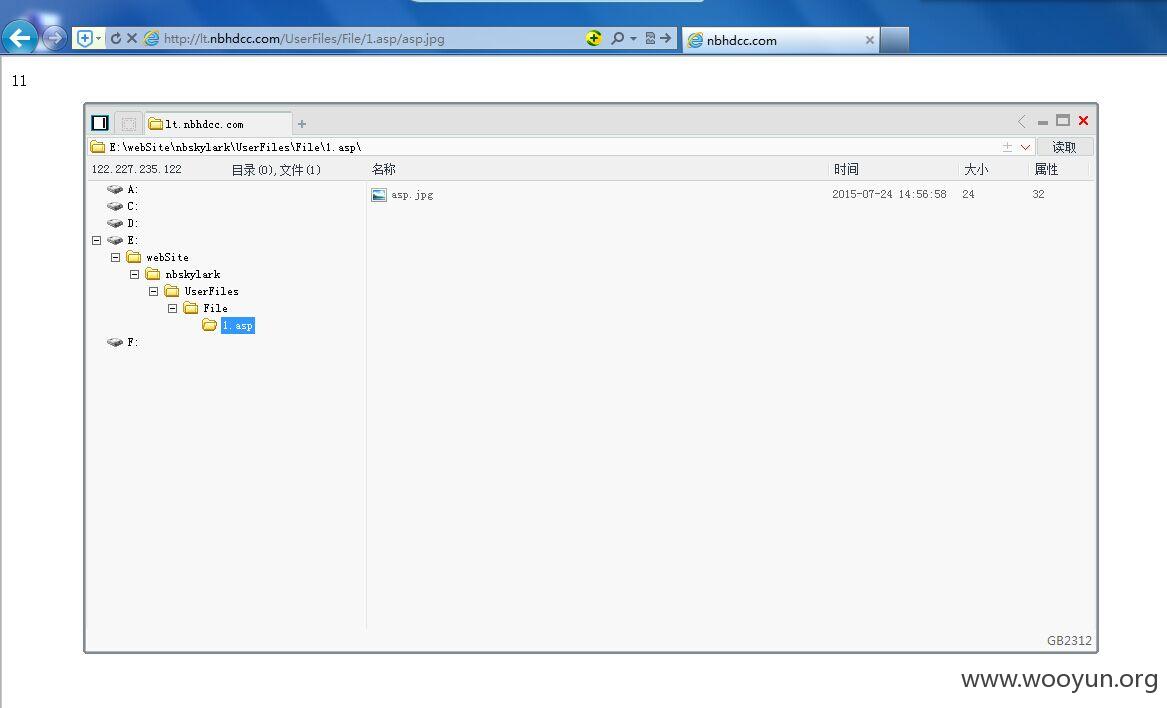 http://lt.nbhdcc.com/UserFiles/File/1.asp/asp.jpg
nbhdcc.com
11
lt.nbhdcc.com
E:\webSite\nbskylark\UserFiles\File\1.asp\
读取
122.227.235.122 目录(0),文件(1) 名称 时间 大小 属性
A:
C:
D:
E:
webSite
nbskylark
UserFiles
File
1.asp
F:
asp.jpg 2015-07-24 14:56:58 24 32
GB2312
www.wooyun.org